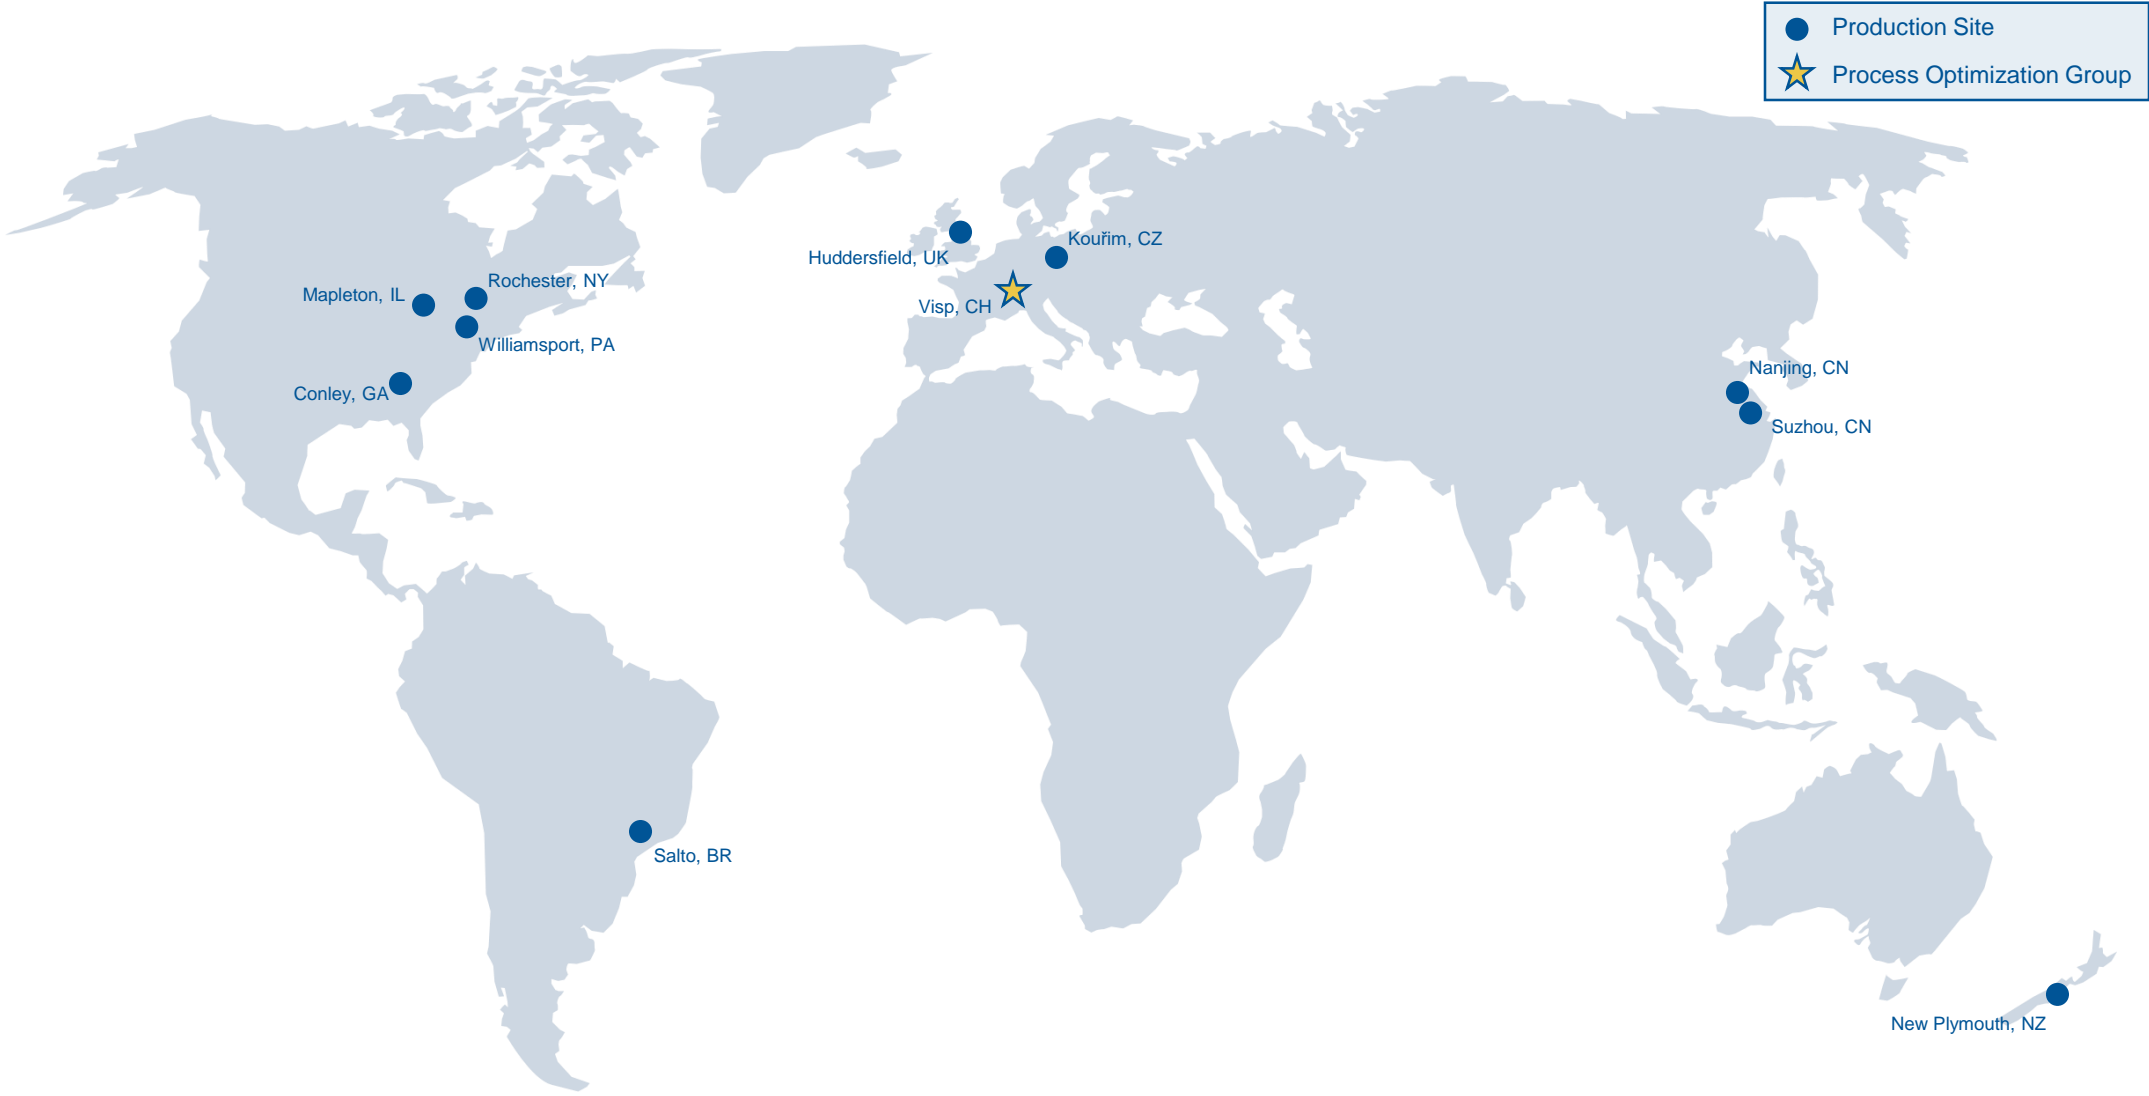 Production Site
Process Optimization Group
Kouřim, CZ
Huddersfield, UK
Rochester, NY
Mapleton, IL
Visp, CH
Williamsport, PA
Nanjing, CN
Conley, GA
Suzhou, CN
Salto, BR
New Plymouth, NZ